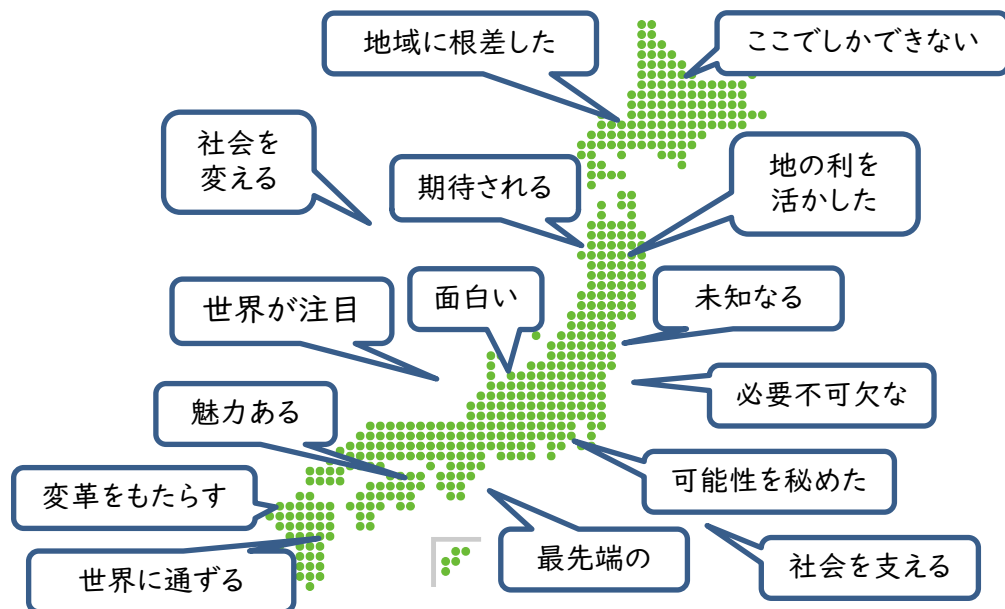 地域に根差した
ここでしかできない
社会を
変える
期待される
地の利を
活かした
世界が注目
面白い
未知なる
必要不可欠な
魅力ある
可能性を秘めた
変革をもたらす
最先端の
社会を支える
世界に通ずる